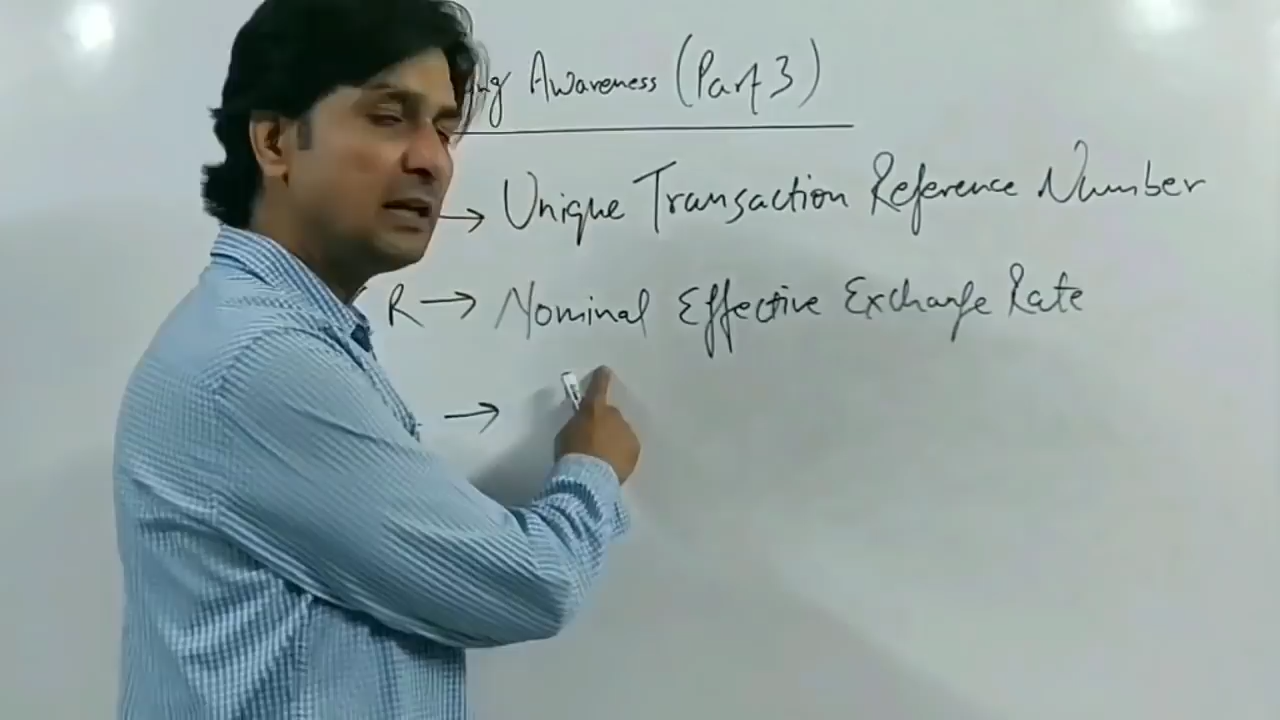 Awareness (Part 3)
→ Unique Transaction Reference Number
R → Nominal Effective Exchange Rate
→